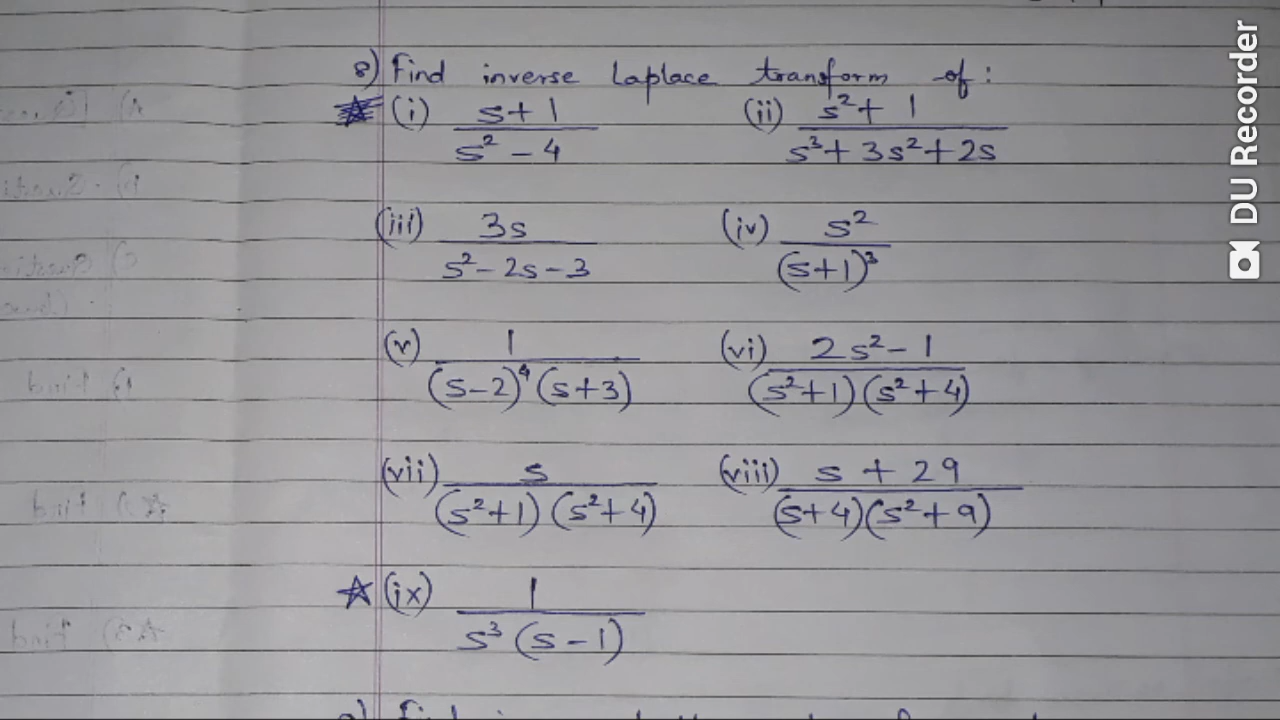 8) Find inverse Laplace transform of :
(i) s+1 / s² - 4 (ii) s² + 1 / s³ + 3s² + 2s
(iii) 3s / s² - 2s - 3 (iv) s² / (s+1)³
(v) 1 / (s-2)⁴ (s+3) (vi) 2s² - 1 / (s²+1) (s²+4)
(vii) s / (s²+1) (s²+4) (viii) s + 29 / (s+4)(s²+9)
(ix) 1 / s³ (s-1)
DU Recorder